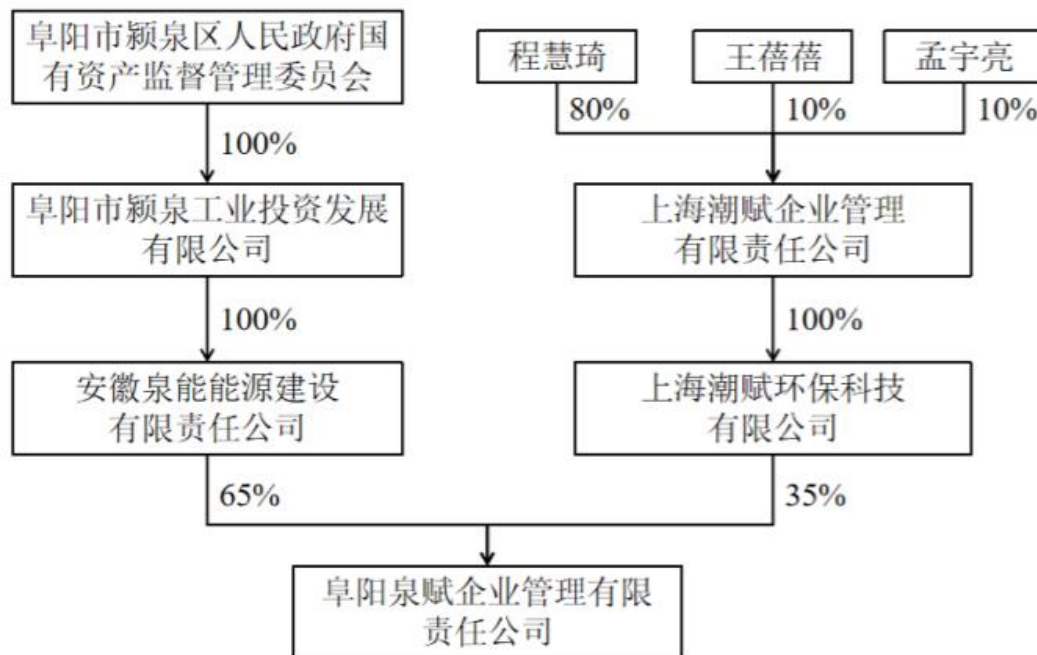 阜阳市颍泉区人民政府国
有资产监督管理委员会
程慧琦
王蓓蓓
孟宇亮
80%
10%
10%
100%
阜阳市颍泉工业投资发展
有限公司
上海潮赋企业管理
有限责任公司
100%
100%
安徽泉能能源建设
有限责任公司
上海潮赋环保科技
有限公司
65%
35%
阜阳泉赋企业管理有限
责任公司